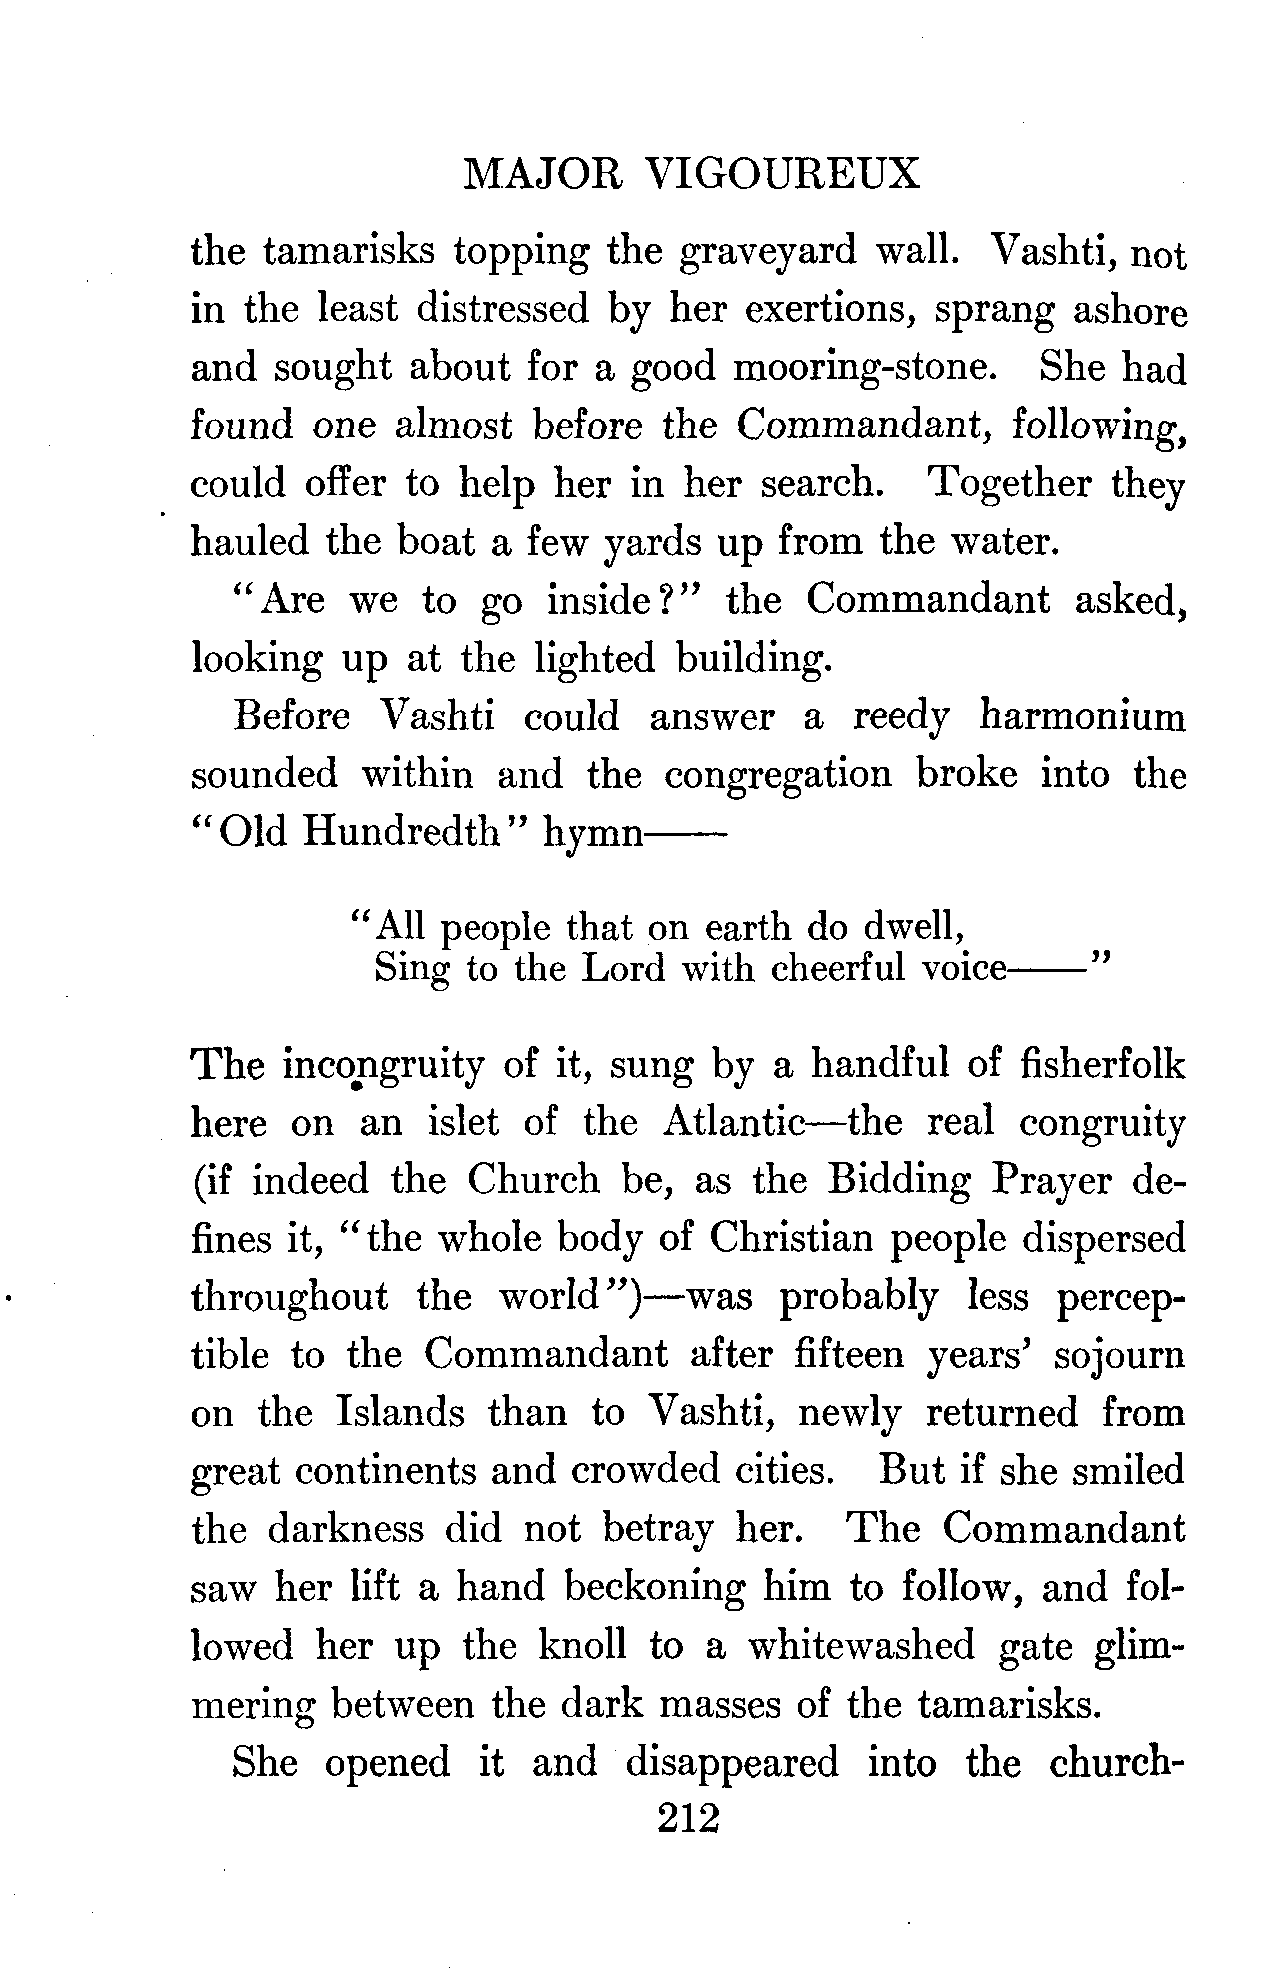 MAJOR VIGOUREUX
the tamarisks topping the graveyard wall. Vashti, not
in the least distressed by her exertions, sprang ashore
and sought about for a good mooring-stone. She had
found one almost before the Commandant, following,
could offer to help her in her search. Together they
hauled the boat a few yards up from the water.
"Are we to go inside?" the Commandant asked,
looking up at the lighted building.
Before Vashti could answer a reedy harmonium
sounded within and the congregation broke into the
"Old Hundredth" hymn——
"All people that on earth do dwell,
Sing to the Lord with cheerful voice——"
The incongruity of it, sung by a handful of fisherfolk
here on an islet of the Atlantic—the real congruity
(if indeed the Church be, as the Bidding Prayer de-
fines it, "the whole body of Christian people dispersed
throughout the world")—was probably less percep-
tible to the Commandant after fifteen years' sojourn
on the Islands than to Vashti, newly returned from
great continents and crowded cities. But if she smiled
the darkness did not betray her. The Commandant
saw her lift a hand beckoning him to follow, and fol-
lowed her up the knoll to a whitewashed gate glim-
mering between the dark masses of the tamarisks.
She opened it and disappeared into the church-
212